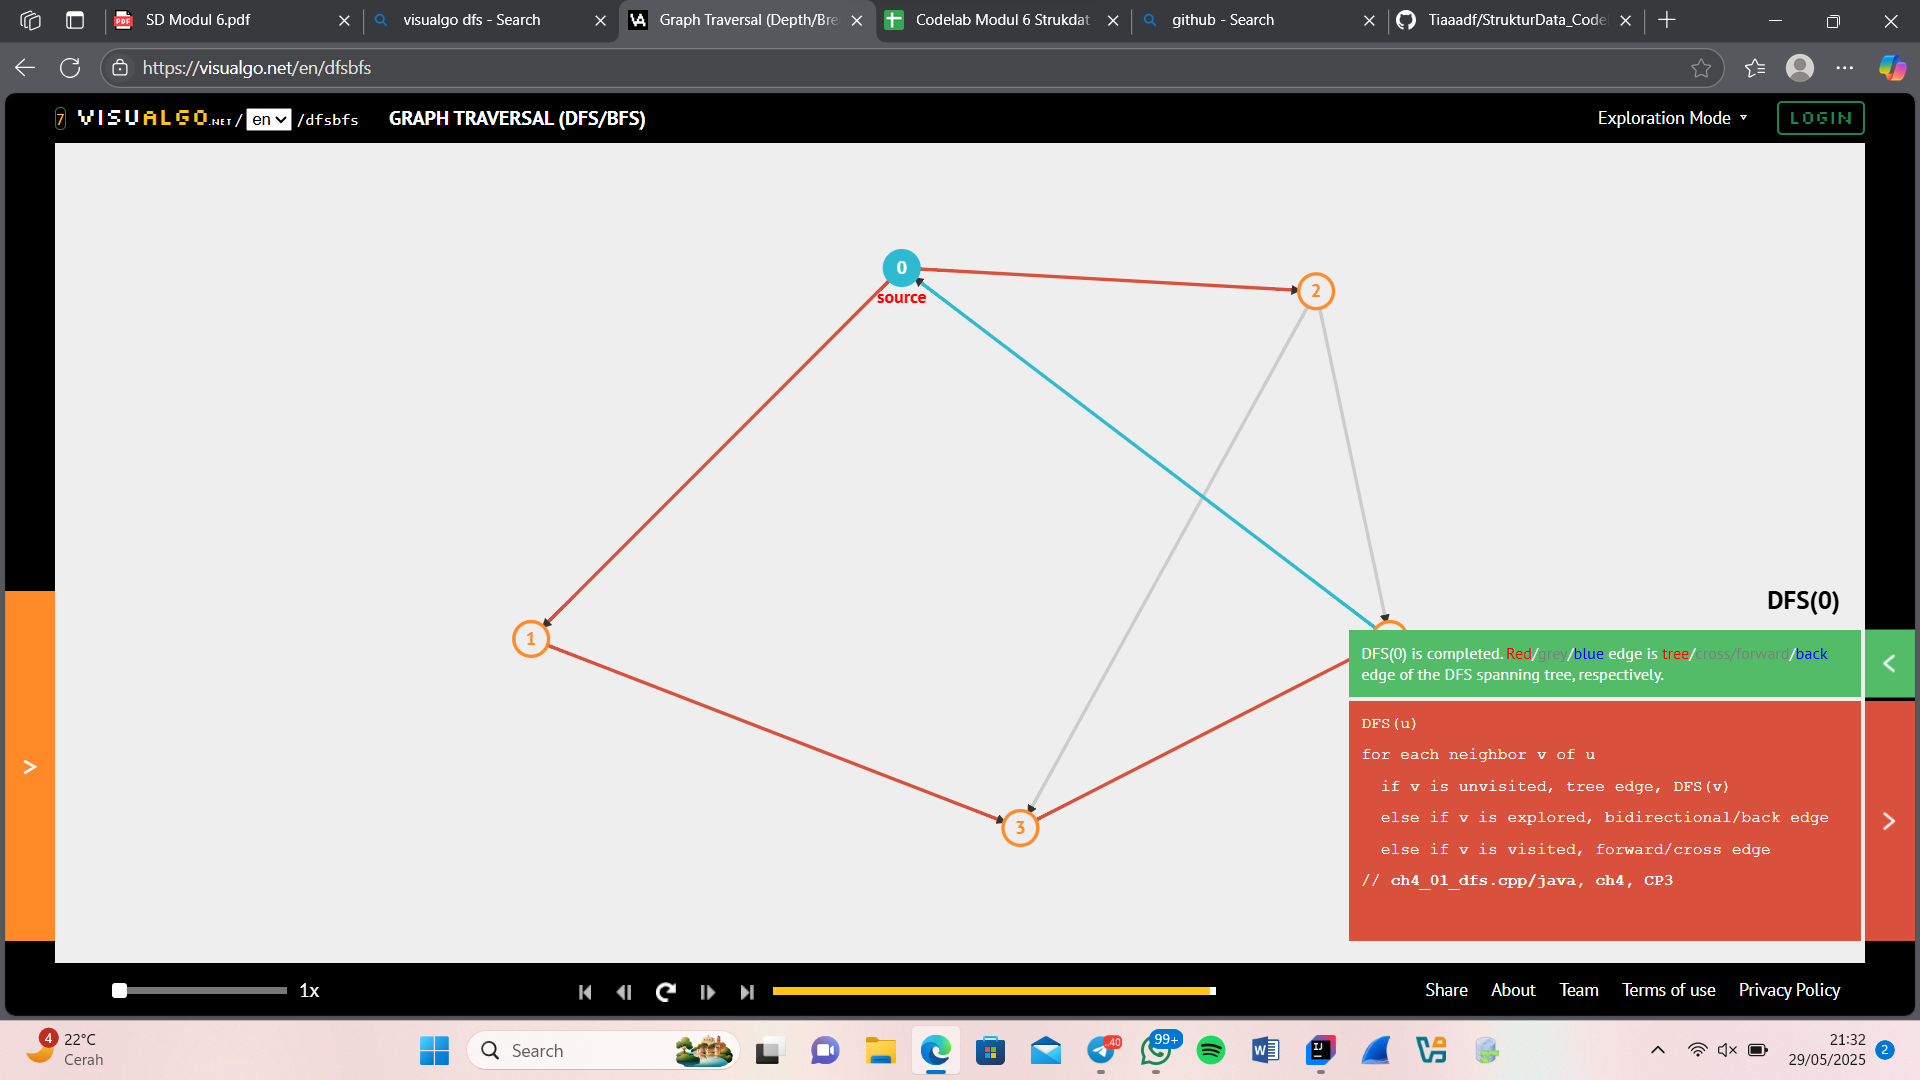 SD Modul 6.pdf
visualgo dfs - Search
Graph Traversal (Depth/Bre
Codelab Modul 6 Strukdat
github - Search
Tiaaadf/StrukturData_Code
https://visualgo.net/en/dfsbfs
7 VISUALGO.NET / en /dfsbfs GRAPH TRAVERSAL (DFS/BFS)
Exploration Mode
LOGIN
0
source
2
1
3
DFS(0)
DFS(0) is completed. Red/grey/blue edge is tree/cross/forward/back
edge of the DFS spanning tree, respectively.
DFS(u)
for each neighbor v of u
if v is unvisited, tree edge, DFS(v)
else if v is explored, bidirectional/back edge
else if v is visited, forward/cross edge
// ch4_01_dfs.cpp/java, ch4, CP3
1x
Share About Team Terms of use Privacy Policy
4
22°C
Cerah
Search
.40
99+
21:32
29/05/2025
2